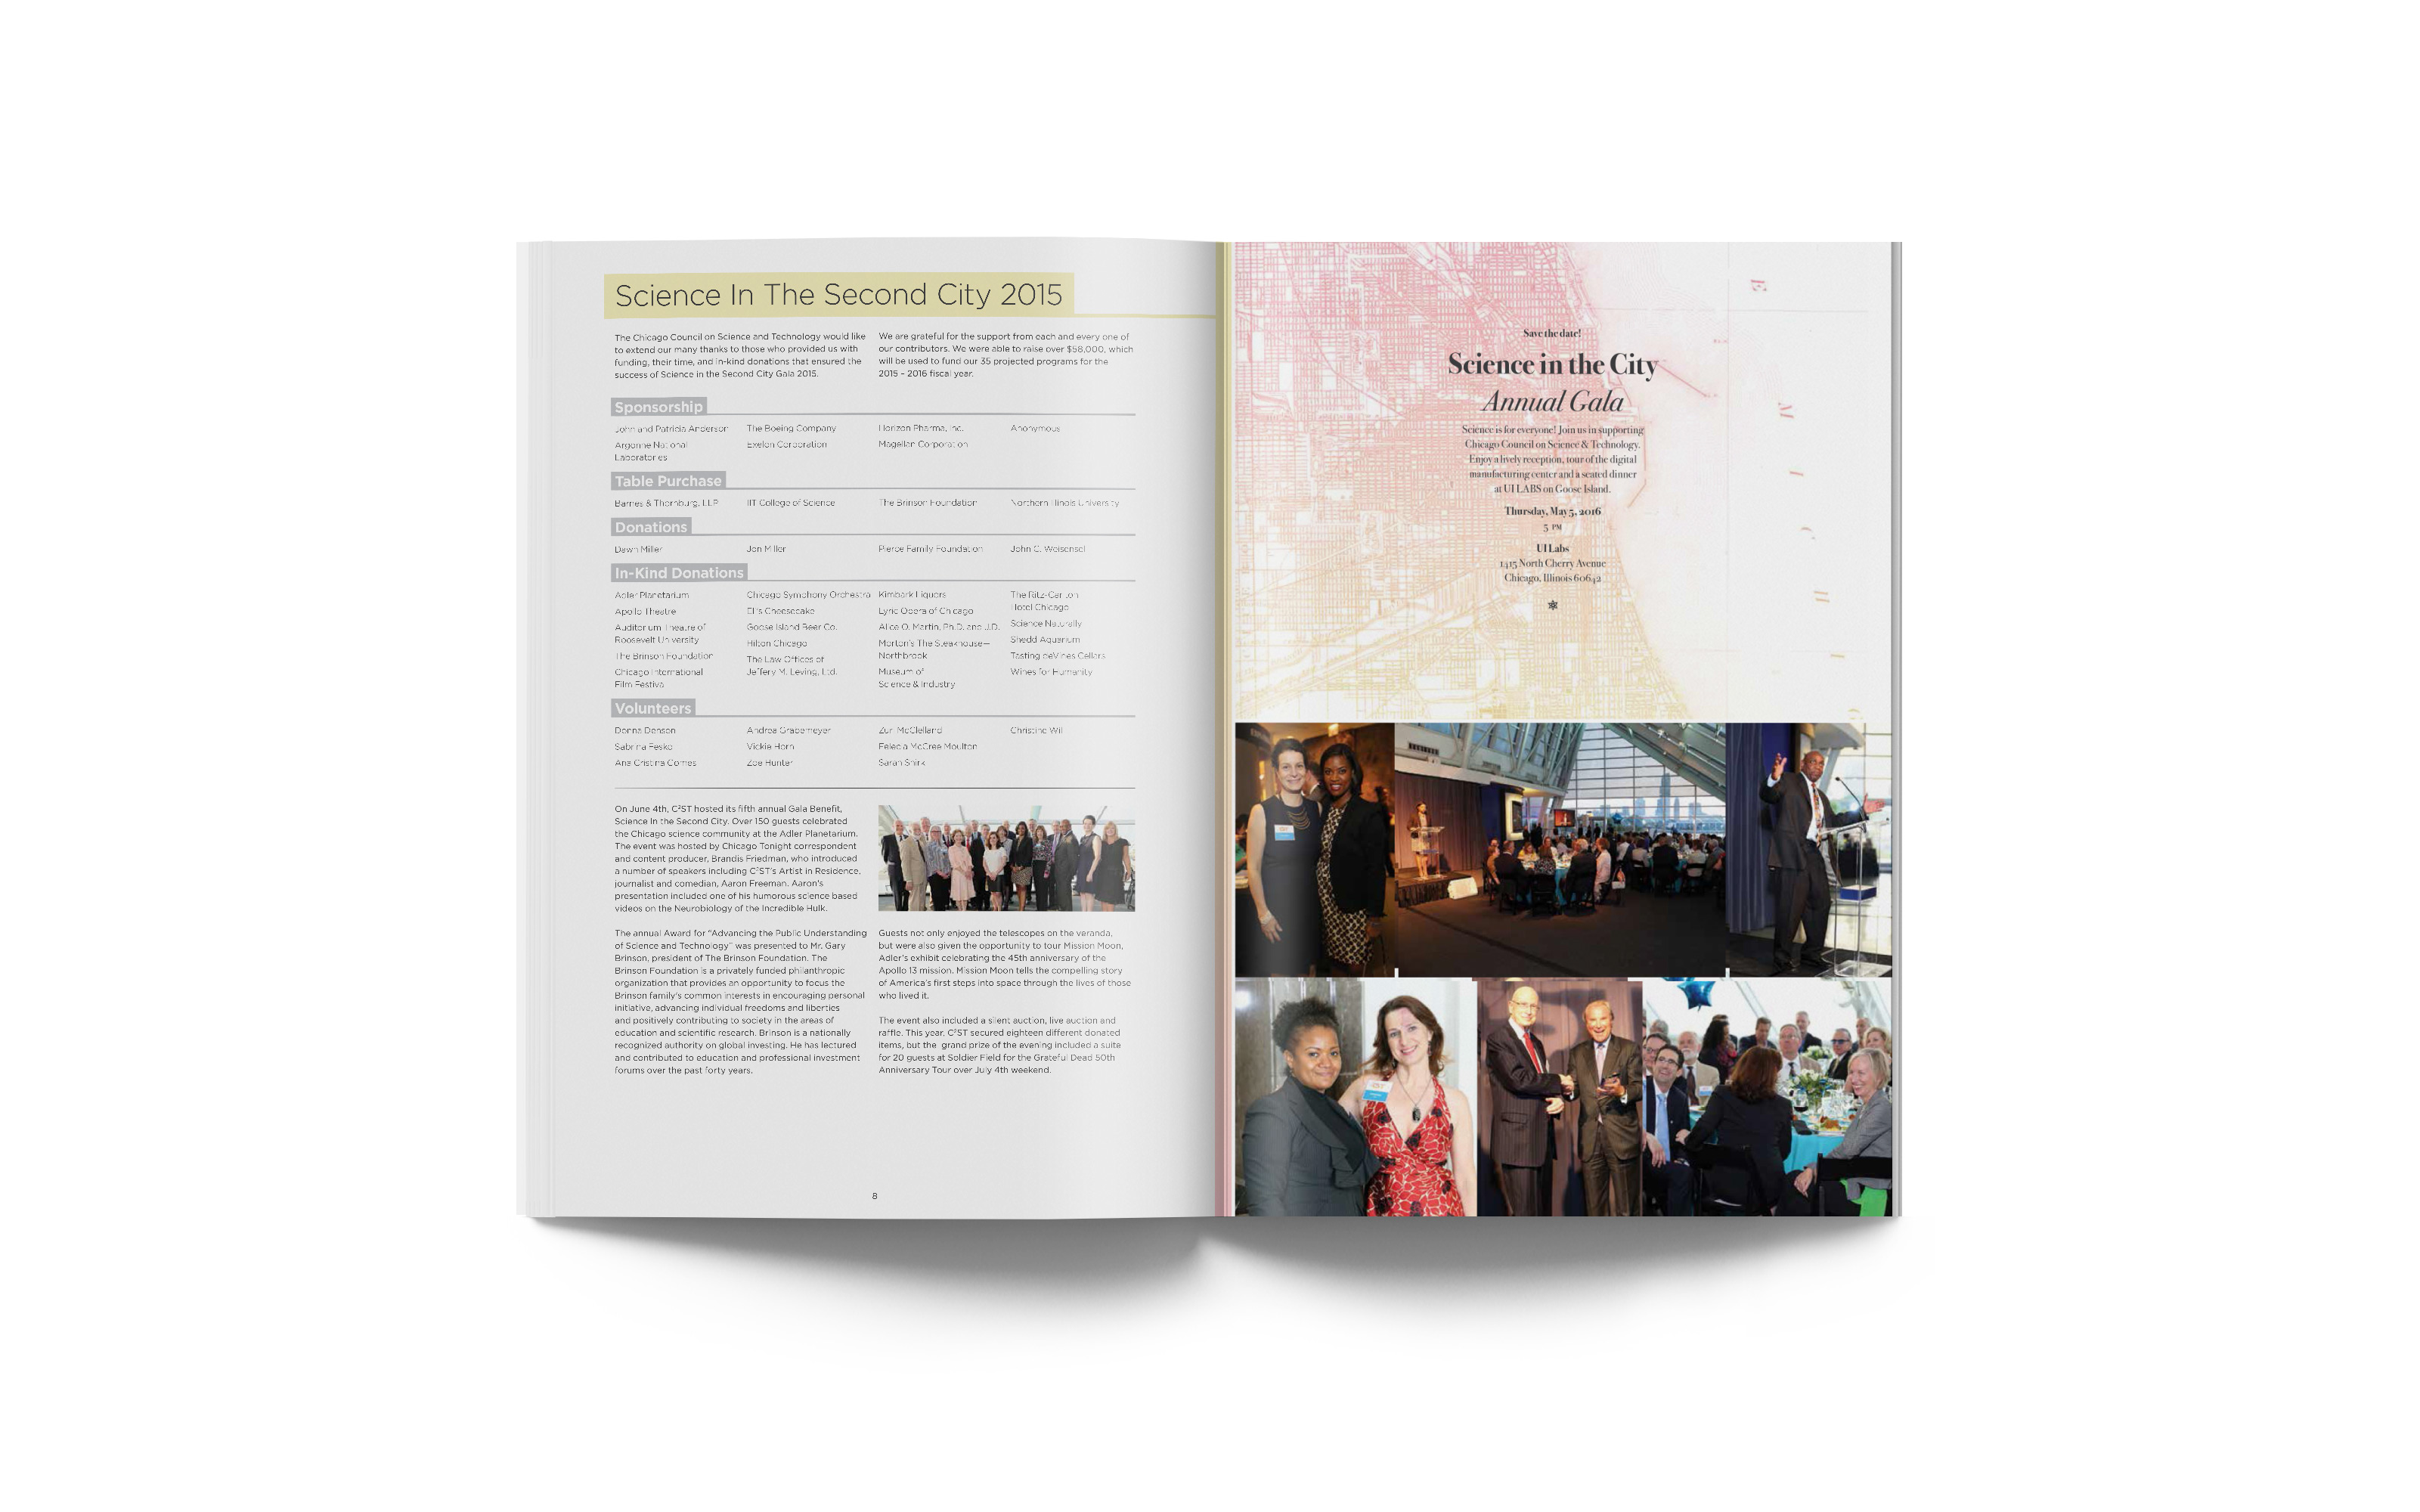 Science In The Second City 2015
The Chicago Council on Science and Technology would like
to extend our many thanks to those who provided us with
funding, their time, and in-kind donations that ensured the
success of Science in the Second City Gala 2015.
We are grateful for the support from each and every one of
our contributors. We were able to raise over $58,000, which
will be used to fund our 35 projected programs for the
2015 – 2016 fiscal year.
Sponsorship
John and Patricia Anderson
Argonne National
Laboratories
The Boeing Company
Exelon Corporation
Horizon Pharma, Inc.
Magellan Corporation
Anonymous
Table Purchase
Barnes & Thornburg, LLP
IIT College of Science
The Brinson Foundation
Northern Illinois University
Donations
Dawn Miller
Jon Miller
Pierce Family Foundation
John C. Weisensel
In-Kind Donations
Adler Planetarium
Apollo Theatre
Auditorium Theatre of
Roosevelt University
The Brinson Foundation
Chicago International
Film Festival
Chicago Symphony Orchestra
Eli's Cheesecake
Goose Island Beer Co.
Hilton Chicago
The Law Offices of
Jeffery M. Leving, Ltd.
Kimbark Liquors
Lyric Opera of Chicago
Alice O. Martin, Ph.D. and J.D.
Morton's The Steakhouse—
Northbrook
Museum of
Science & Industry
The Ritz-Carlton
Hotel Chicago
Science Naturally
Shedd Aquarium
Tasting deVines Cellars
Wines for Humanity
Volunteers
Donna Denson
Sabrina Fesko
Ana Cristina Gomes
Andrea Grabemeyer
Vickie Horn
Zoe Hunter
Zuri McClelland
Felecia McCree Moulton
Sarah Shirk
Christine Will
On June 4th, C²ST hosted its fifth annual Gala Benefit,
Science In the Second City. Over 150 guests celebrated
the Chicago science community at the Adler Planetarium.
The event was hosted by Chicago Tonight correspondent
and content producer, Brandis Friedman, who introduced
a number of speakers including C²ST's Artist in Residence,
journalist and comedian, Aaron Freeman. Aaron's
presentation included one of his humorous science based
videos on the Neurobiology of the Incredible Hulk.
The annual Award for "Advancing the Public Understanding
of Science and Technology" was presented to Mr. Gary
Brinson, president of The Brinson Foundation. The
Brinson Foundation is a privately funded philanthropic
organization that provides an opportunity to focus the
Brinson family's common interests in encouraging personal
initiative, advancing individual freedoms and liberties
and positively contributing to society in the areas of
education and scientific research. Brinson is a nationally
recognized authority on global investing. He has lectured
and contributed to education and professional investment
forums over the past forty years.
Guests not only enjoyed the telescopes on the veranda,
but were also given the opportunity to tour Mission Moon,
Adler's exhibit celebrating the 45th anniversary of the
Apollo 13 mission. Mission Moon tells the compelling story
of America's first steps into space through the lives of those
who lived it.
The event also included a silent auction, live auction and
raffle. This year, C²ST secured eighteen different donated
items, but the grand prize of the evening included a suite
for 20 guests at Soldier Field for the Grateful Dead 50th
Anniversary Tour over July 4th weekend.
8
Save the date!
Science in the City
Annual Gala
Science is for everyone! Join us in supporting
Chicago Council on Science & Technology.
Enjoy a lively reception, tour of the digital
manufacturing center and a seated dinner
at UI LABS on Goose Island.
Thursday, May 5, 2016
5 PM
UI Labs
1415 North Cherry Avenue
Chicago, Illinois 60642